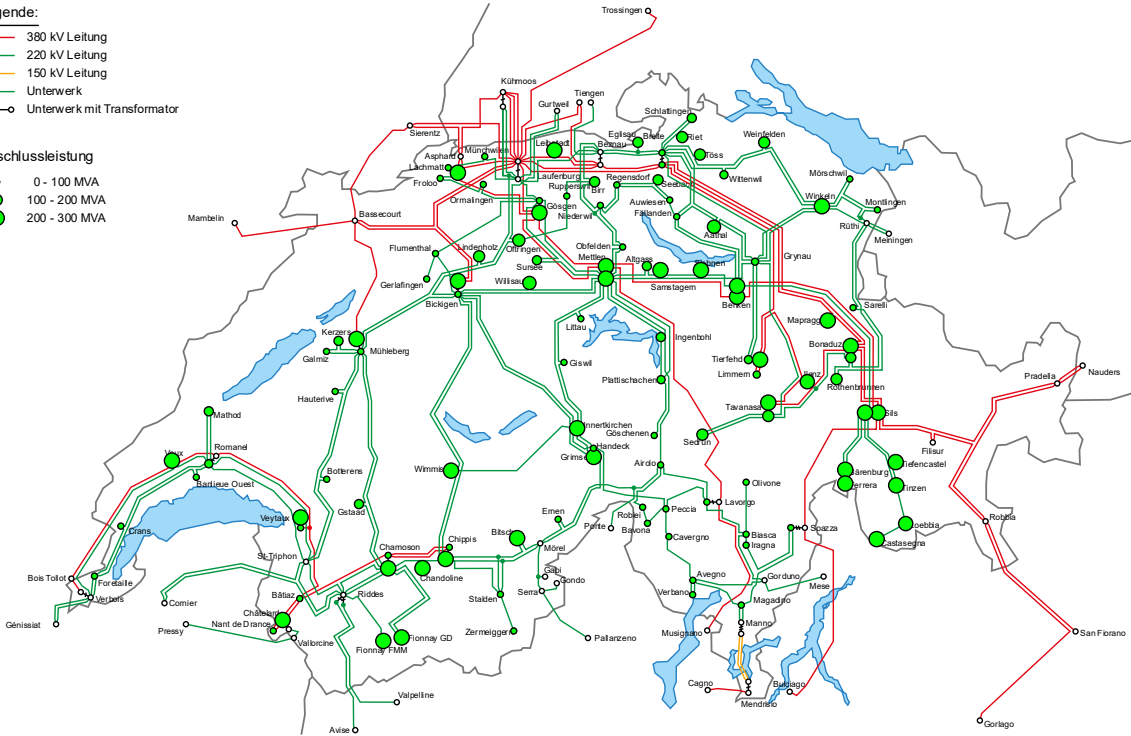 gende:
380 kV Leitung
220 kV Leitung
150 kV Leitung
Unterwerk
Unterwerk mit Transformator
schlussleistung
0 - 100 MVA
100 - 200 MVA
200 - 300 MVA
Trossingen
Kühmoos
Tiengen
Gurtweil
Schlattingen
Sierentz
Eglisau
Breite
Riet
Weinfelden
Leibstadt
Beznau
Asphard
Münchwilen
Töss
Lachmatt
Froloo
Laufenburg
Regensdorf
Seebach
Wittenwil
Mörschwil
Rupperswil
Birr
Ormalingen
Auwiesen
Winkeln
Montlingen
Gösgen
Niederwil
Fällanden
Mambelin
Bassecourt
Aathal
Rüthi
Meiningen
Flumenthal
Lindenholz
Oftringen
Obfelden
Mettlen
Altgass
Grynau
Sursee
Siebnen
Gerlafingen
Willisau
Samstagern
Bickigen
Benken
Sarelli
Mapragg
Littau
Kerzers
Ingenbohl
Galmiz
Mühleberg
Bonaduz
Giswil
Tierfehd
Limmern
Ilanz
Rothenbrunnen
Pradella
Nauders
Plattischachen
Hauterive
Tavanasa
Mathod
Sils
Innertkirchen
Göschenen
Sedrun
Romanel
Handeck
Filisur
Vaux
Grimsel
Banlieue Ouest
Wimmis
Airolo
Bärenburg
Tiefencastel
Botterens
Ferrera
Tinzen
Olivone
Gstaad
Lavorgo
Robiei
Peccia
Ernen
Veytaux
Ponte
Bavona
Soazza
Robbia
Crans
Loebbia
Biasca
Bitsch
Cavergno
Iragna
Castasegna
Chippis
Mörel
St-Triphon
Chamoson
Bois Tollot
Foretaille
Chandoline
Gabi
Gondo
Avegno
Gorduno
Mese
Verbois
Cornier
Bâtiaz
Riddes
Stalden
Serra
Verbano
Magadino
Châtelard
Génissiat
Pressy
Nant de Drance
Zermeiggern
Pallanzeno
Musignano
Manno
San Fiorano
Vallorcine
Fionnay GD
Fionnay FMM
Cagno
Bulciago
Valpelline
Mendrisio
Avise
Gorlago